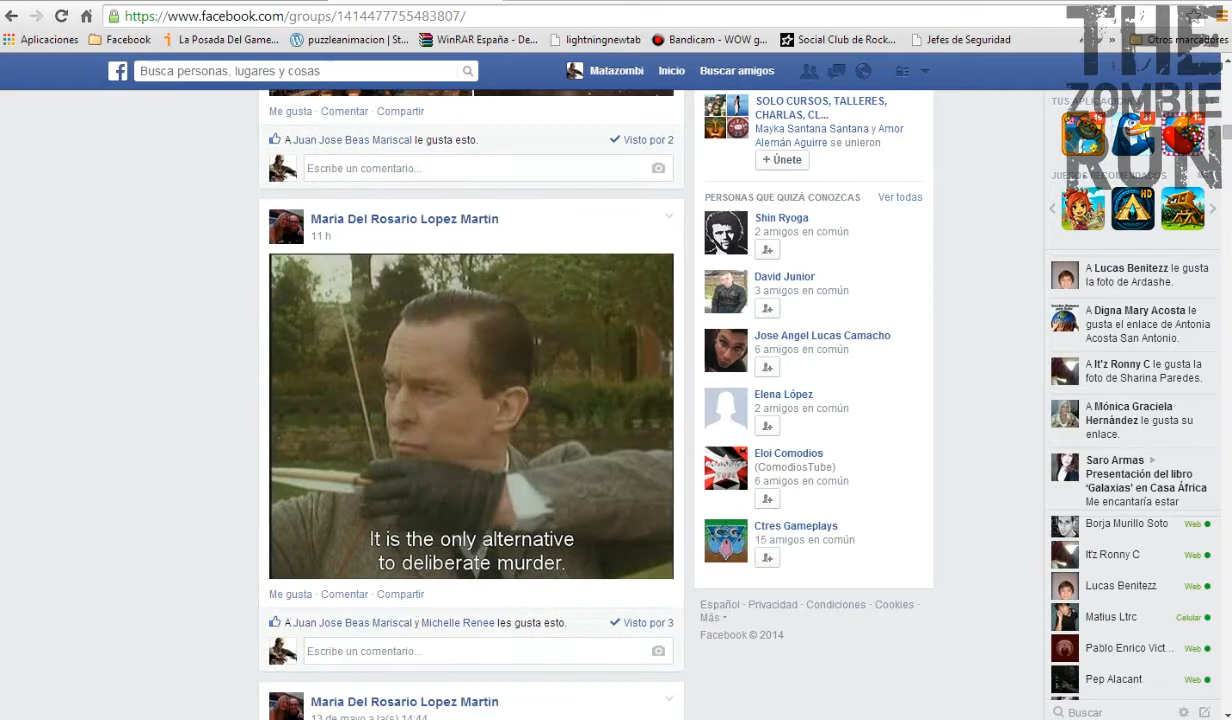 https://www.facebook.com/groups/1414477755483807/
Aplicaciones
Facebook
La Posada Del Game...
puzzleanimacion | St...
WinRAR España - De...
lightningnewtab
Bandicam - WOW g...
Social Club de Rock...
Jefes de Seguridad
»
Otros marcadores
THE
ZOMBIE
RUN
Busca personas, lugares y cosas
Matazombi
Inicio
Buscar amigos
Me gusta · Comentar · Compartir
A Juan Jose Beas Mariscal le gusta esto.
Visto por 2
Escribe un comentario...
Maria Del Rosario Lopez Martin
11 h
It is the only alternative
to deliberate murder.
Me gusta · Comentar · Compartir
A Juan Jose Beas Mariscal y Michelle Renee les gusta esto.
Visto por 3
Escribe un comentario...
Maria Del Rosario Lopez Martin
13 de mayo a la(s) 14:44
SOLO CURSOS, TALLERES,
CHARLAS, CL...
Mayka Santana Santana y Amor
Alemán Aguirre se unieron
+ Únete
PERSONAS QUE QUIZÁ CONOZCAS
Ver todas
Shin Ryoga
2 amigos en común
David Junior
3 amigos en común
Jose Angel Lucas Camacho
6 amigos en común
Elena López
2 amigos en común
Eloi Comodios
(ComodiosTube)
6 amigos en común
Ctres Gameplays
15 amigos en común
Español · Privacidad · Condiciones · Cookies ·
Más
Facebook © 2014
TUS APLICACIONES
JUEGOS RECOMENDADOS
HD
A Lucas Benitezz le gusta
la foto de Ardashe.
A Digna Mary Acosta le
gusta el enlace de Antonia
Acosta San Antonio.
A It'z Ronny C le gusta la
foto de Sharina Paredes.
A Mónica Graciela
Hernández le gusta su
enlace.
Saro Armas
Presentación del libro
'Galaxias' en Casa África
Me encantaría estar
Borja Murillo Soto Web
It'z Ronny C Web
Lucas Benitezz Web
Matius Ltrc Celular
Pablo Enrico Vict... Web
Pep Alacant Web
Buscar